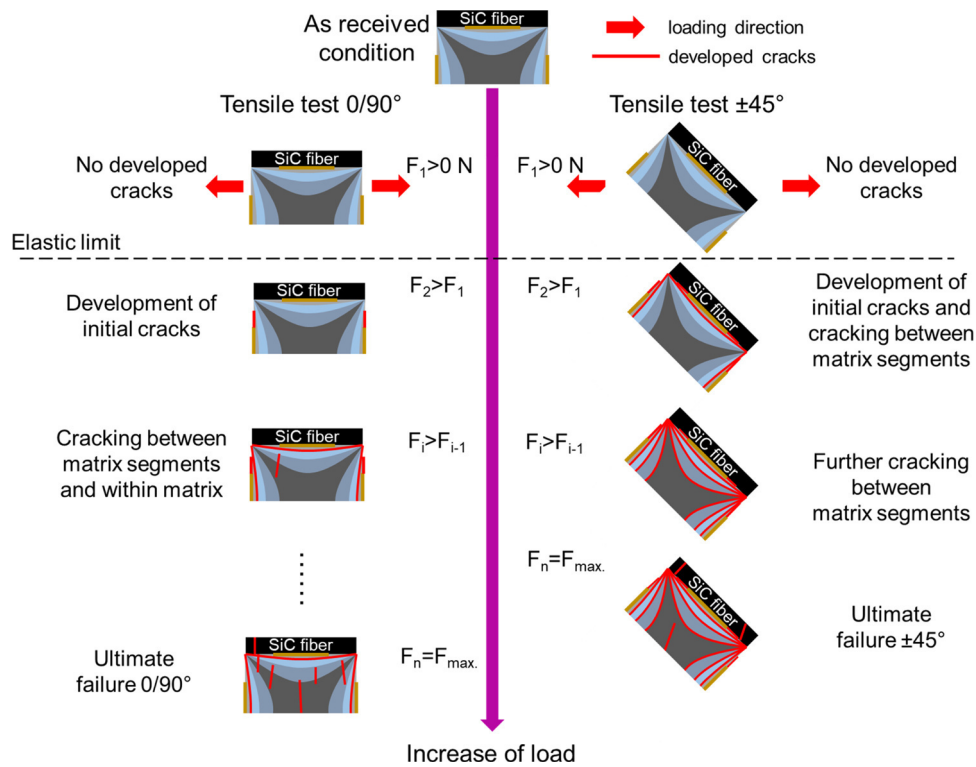 As received
condition
SiC fiber
loading direction
developed cracks
Tensile test 0/90°
Tensile test ±45°
No developed
cracks
SiC fiber
F1>0 N
F1>0 N
SiC fiber
No developed
cracks
Elastic limit
Development of
initial cracks
SiC fiber
F2>F1
F2>F1
SiC fiber
Development of
initial cracks and
cracking between
matrix segments
Cracking between
matrix segments
and within matrix
SiC fiber
Fi>Fi-1
Fi>Fi-1
SiC fiber
Further cracking
between
matrix segments
Fn=Fmax.
SiC fiber
Ultimate
failure ±45°
Ultimate
failure 0/90°
SiC fiber
Fn=Fmax.
Increase of load